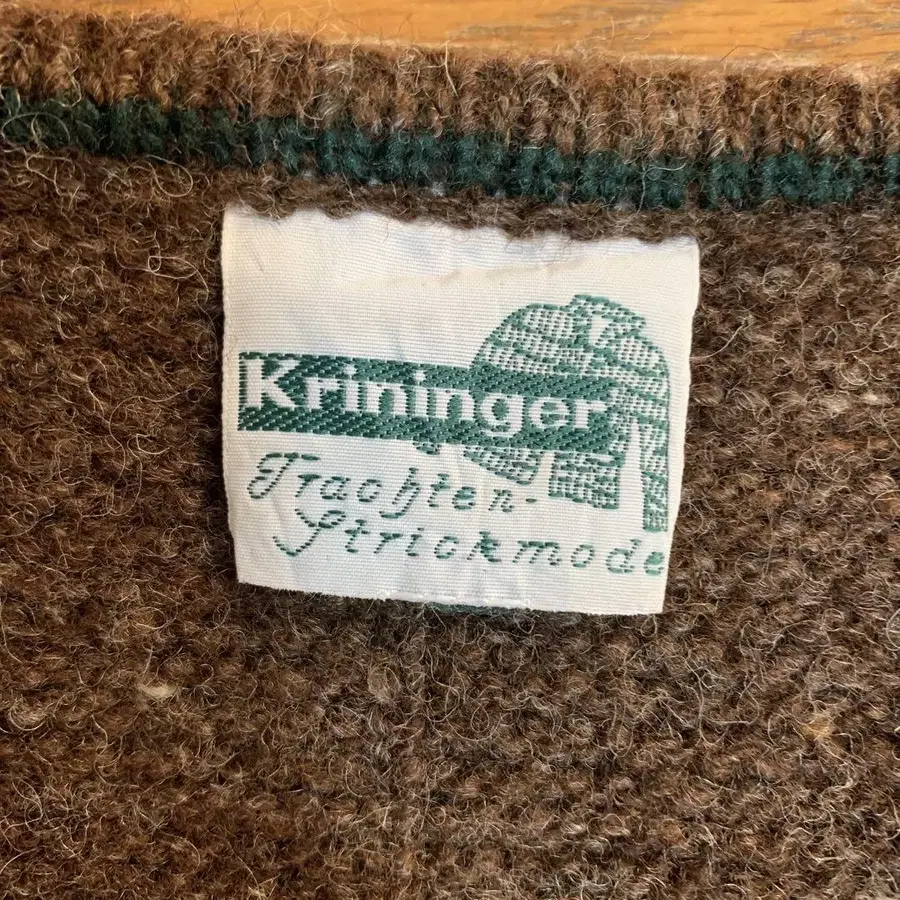 Krininger
Trachten-
Strickmode